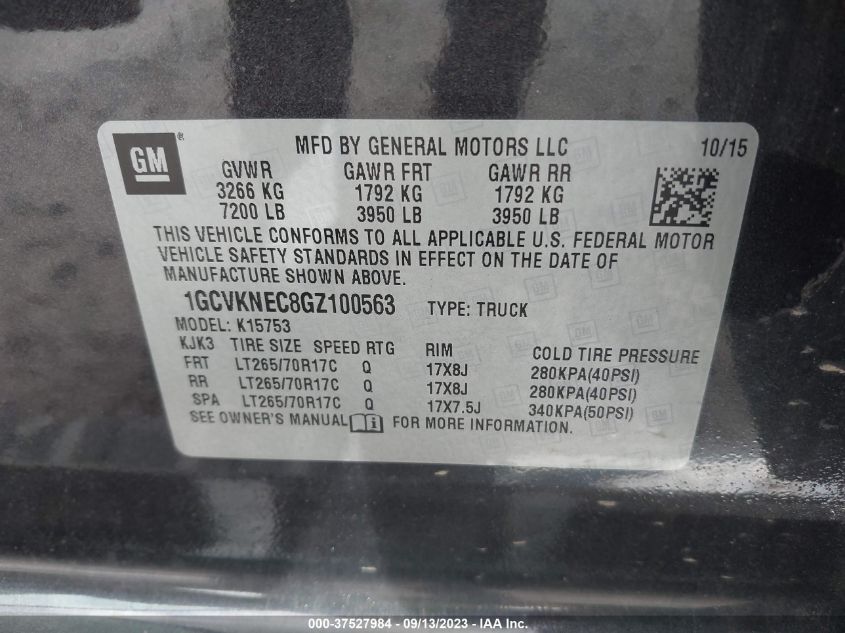 GM ®
MFD BY GENERAL MOTORS LLC 10/15
GVWR GAWR FRT GAWR RR
3266 KG 1792 KG 1792 KG
7200 LB 3950 LB 3950 LB
THIS VEHICLE CONFORMS TO ALL APPLICABLE U.S. FEDERAL MOTOR
VEHICLE SAFETY STANDARDS IN EFFECT ON THE DATE OF
MANUFACTURE SHOWN ABOVE.
1GCVKNEC8GZ100563 TYPE: TRUCK
MODEL: K15753
KJK3 TIRE SIZE SPEED RTG RIM COLD TIRE PRESSURE
FRT LT265/70R17C Q 17X8J 280KPA(40PSI)
RR LT265/70R17C Q 17X8J 280KPA(40PSI)
SPA LT265/70R17C Q 17X7.5J 340KPA(50PSI)
SEE OWNER'S MANUAL i FOR MORE INFORMATION.
000-37527984 - 09/13/2023 - IAA Inc.